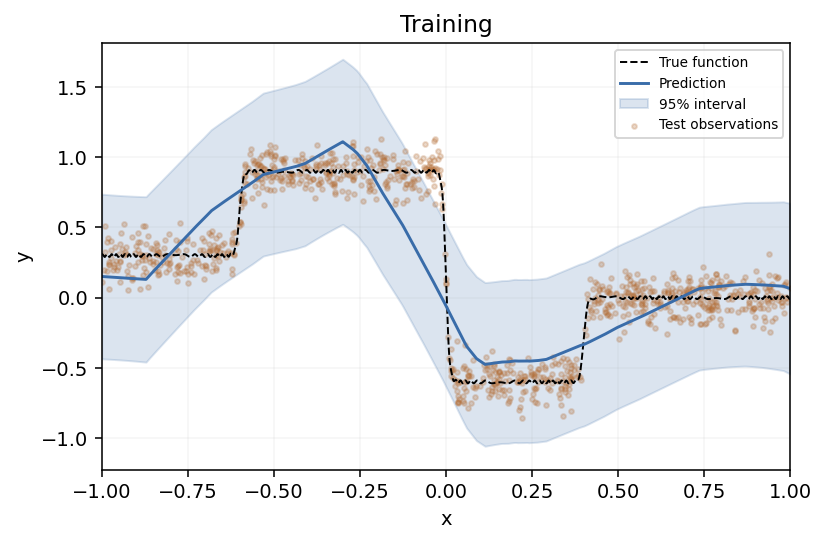 Training
True function
Prediction
95% interval
Test observations
1.5
1.0
0.5
0.0
−0.5
−1.0
y
−1.00 −0.75 −0.50 −0.25 0.00 0.25 0.50 0.75 1.00
x